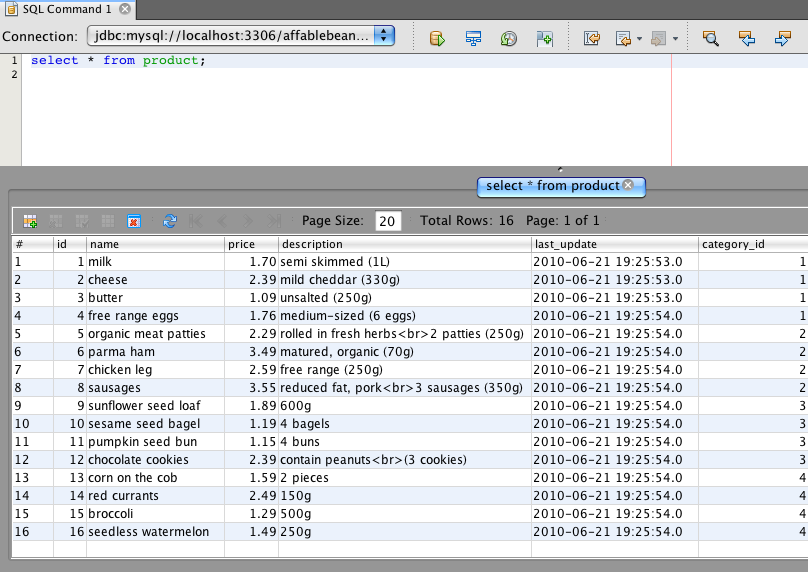 SQL Command 1
Connection: jdbc:mysql://localhost:3306/affablebean...
1 select * from product;
2
select * from product
Page Size: 20 Total Rows: 16 Page: 1 of 1
# id name price description last_update category_id
1 1 milk 1.70 semi skimmed (1L) 2010-06-21 19:25:53.0 1
2 2 cheese 2.39 mild cheddar (330g) 2010-06-21 19:25:53.0 1
3 3 butter 1.09 unsalted (250g) 2010-06-21 19:25:53.0 1
4 4 free range eggs 1.76 medium-sized (6 eggs) 2010-06-21 19:25:54.0 1
5 5 organic meat patties 2.29 rolled in fresh herbs<br>2 patties (250g) 2010-06-21 19:25:54.0 2
6 6 parma ham 3.49 matured, organic (70g) 2010-06-21 19:25:54.0 2
7 7 chicken leg 2.59 free range (250g) 2010-06-21 19:25:54.0 2
8 8 sausages 3.55 reduced fat, pork<br>3 sausages (350g) 2010-06-21 19:25:54.0 2
9 9 sunflower seed loaf 1.89 600g 2010-06-21 19:25:54.0 3
10 10 sesame seed bagel 1.19 4 bagels 2010-06-21 19:25:54.0 3
11 11 pumpkin seed bun 1.15 4 buns 2010-06-21 19:25:54.0 3
12 12 chocolate cookies 2.39 contain peanuts<br>(3 cookies) 2010-06-21 19:25:54.0 3
13 13 corn on the cob 1.59 2 pieces 2010-06-21 19:25:54.0 4
14 14 red currants 2.49 150g 2010-06-21 19:25:54.0 4
15 15 broccoli 1.29 500g 2010-06-21 19:25:54.0 4
16 16 seedless watermelon 1.49 250g 2010-06-21 19:25:54.0 4